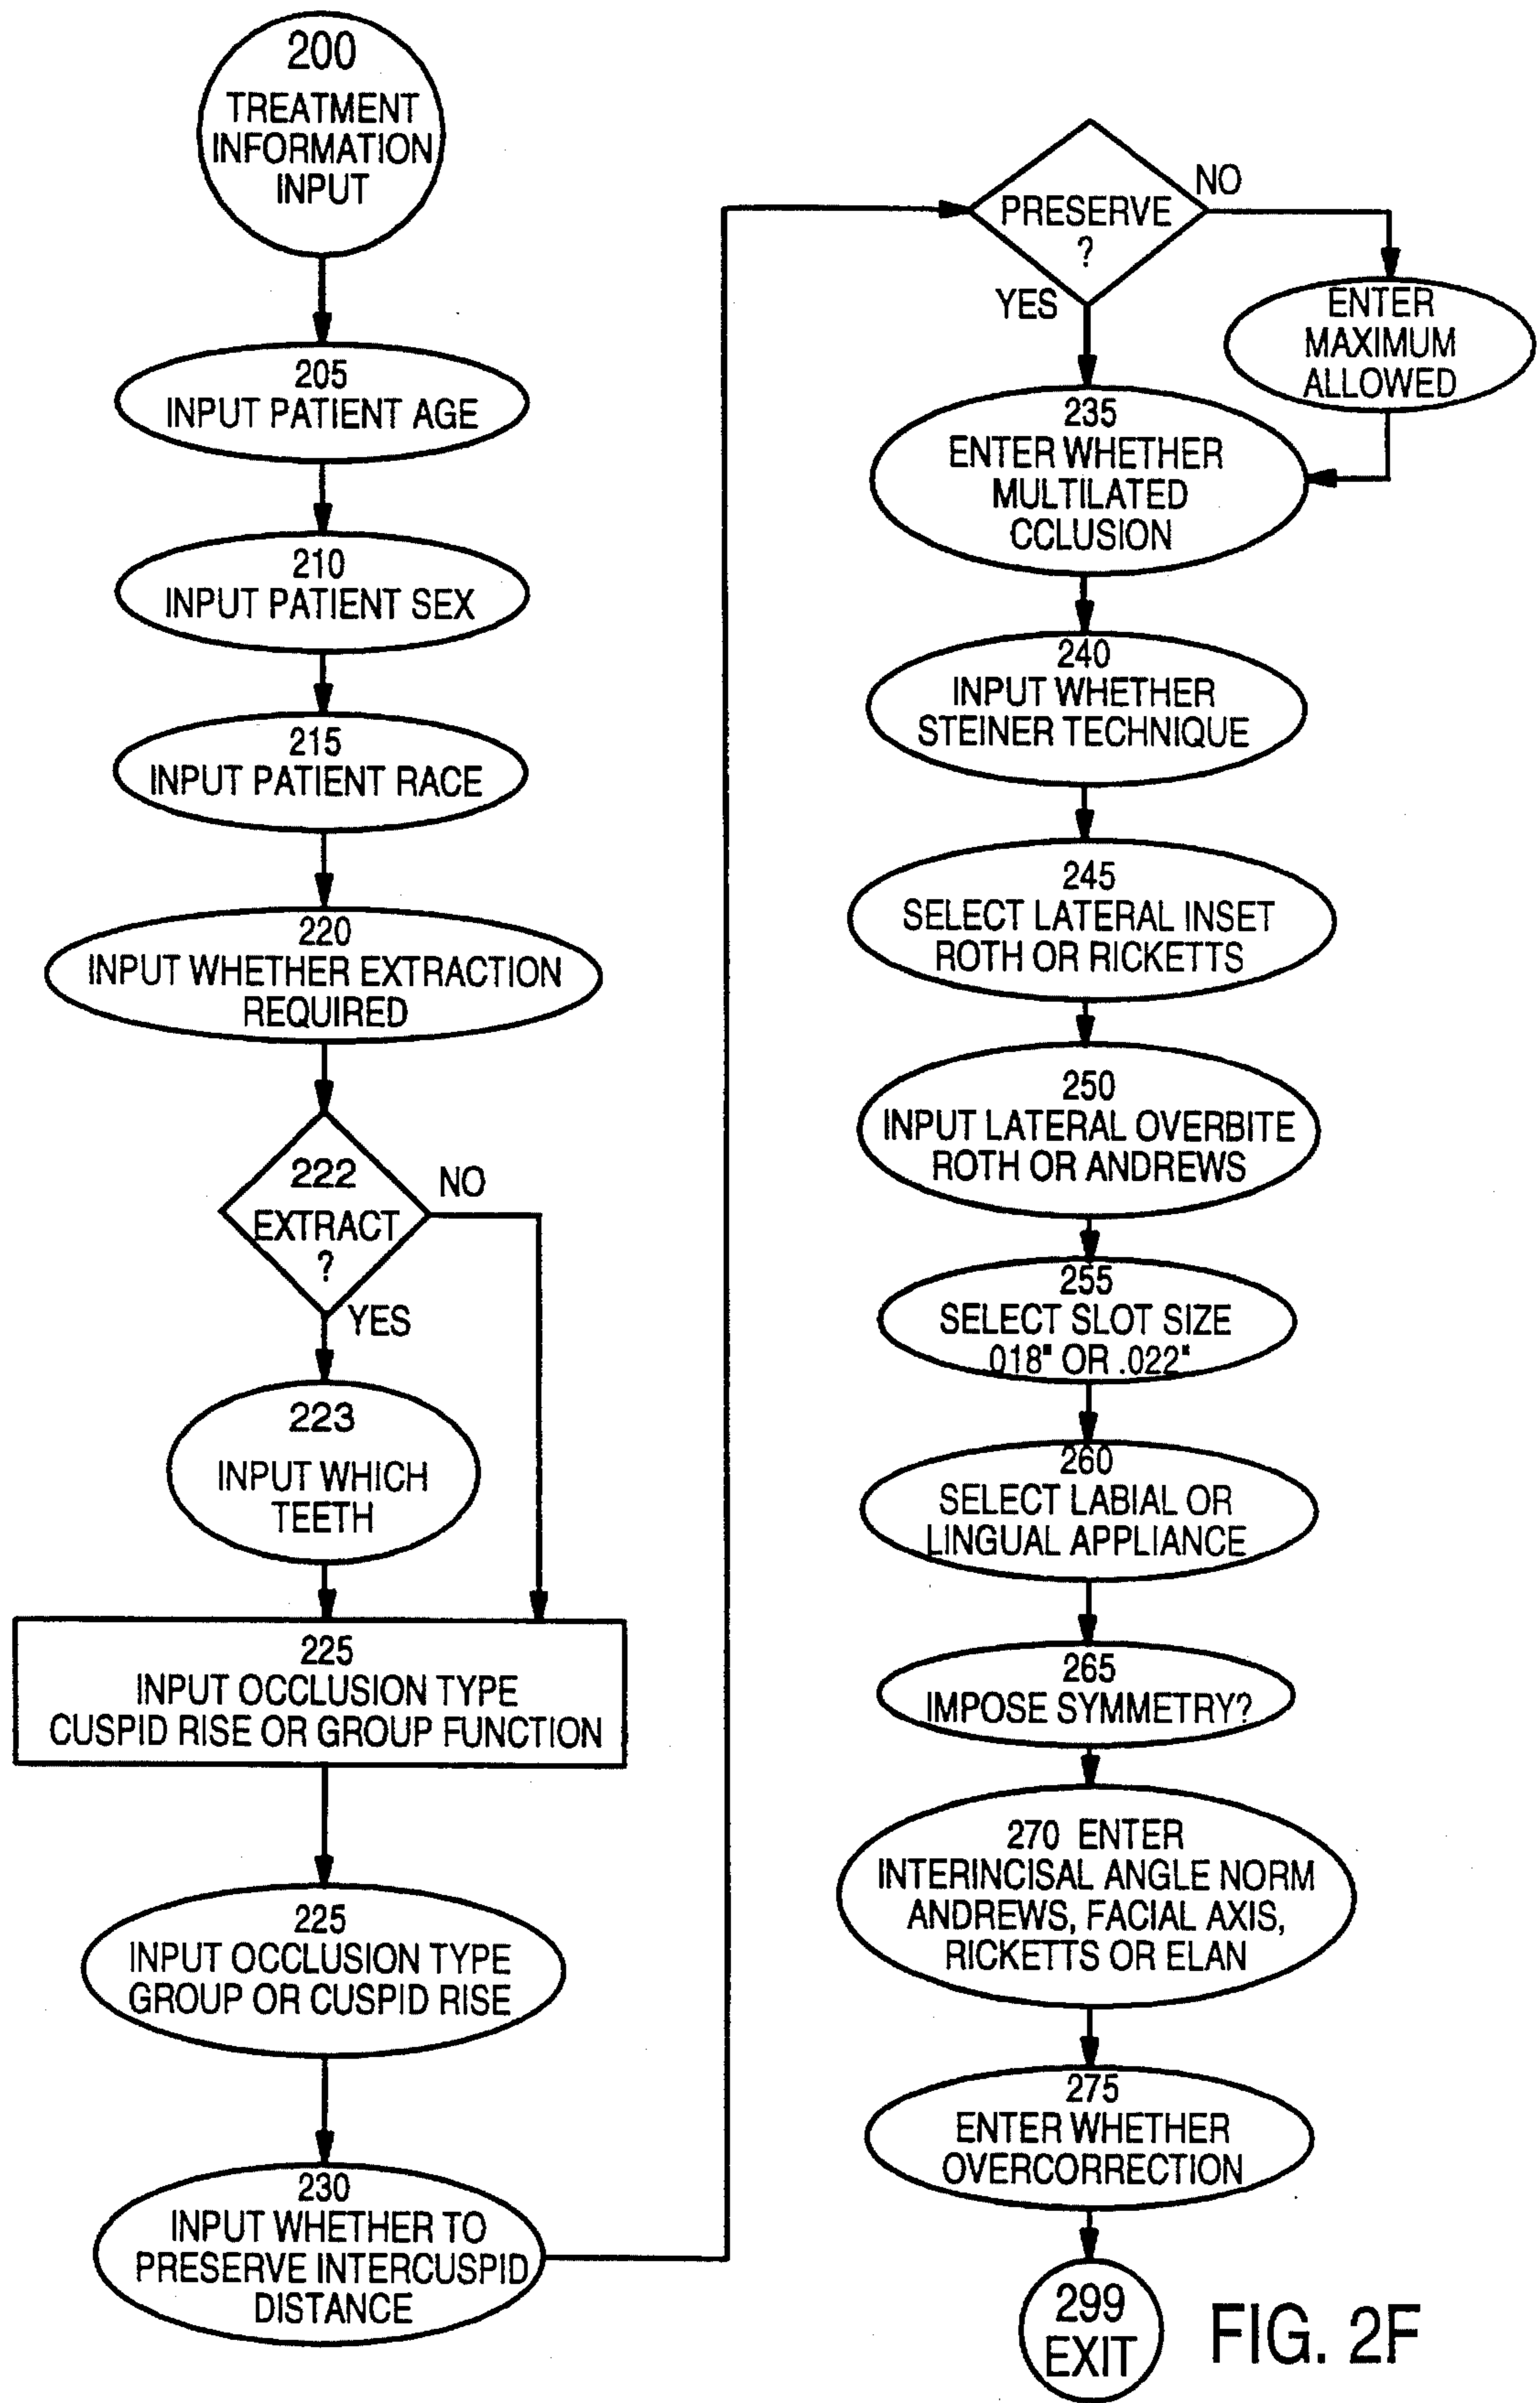 200
TREATMENT
INFORMATION
INPUT
205
INPUT PATIENT AGE
210
INPUT PATIENT SEX
215
INPUT PATIENT RACE
220
INPUT WHETHER EXTRACTION
REQUIRED
222
EXTRACT
?
NO
YES
223
INPUT WHICH
TEETH
225
INPUT OCCLUSION TYPE
CUSPID RISE OR GROUP FUNCTION
225
INPUT OCCLUSION TYPE
GROUP OR CUSPID RISE
230
INPUT WHETHER TO
PRESERVE INTERCUSPID
DISTANCE
PRESERVE
?
NO
YES
ENTER
MAXIMUM
ALLOWED
235
ENTER WHETHER
MULTILATED
CCLUSION
240
INPUT WHETHER
STEINER TECHNIQUE
245
SELECT LATERAL INSET
ROTH OR RICKETTS
250
INPUT LATERAL OVERBITE
ROTH OR ANDREWS
255
SELECT SLOT SIZE
.018" OR .022"
260
SELECT LABIAL OR
LINGUAL APPLIANCE
265
IMPOSE SYMMETRY?
270 ENTER
INTERINCISAL ANGLE NORM
ANDREWS, FACIAL AXIS,
RICKETTS OR ELAN
275
ENTER WHETHER
OVERCORRECTION
299
EXIT
FIG. 2F